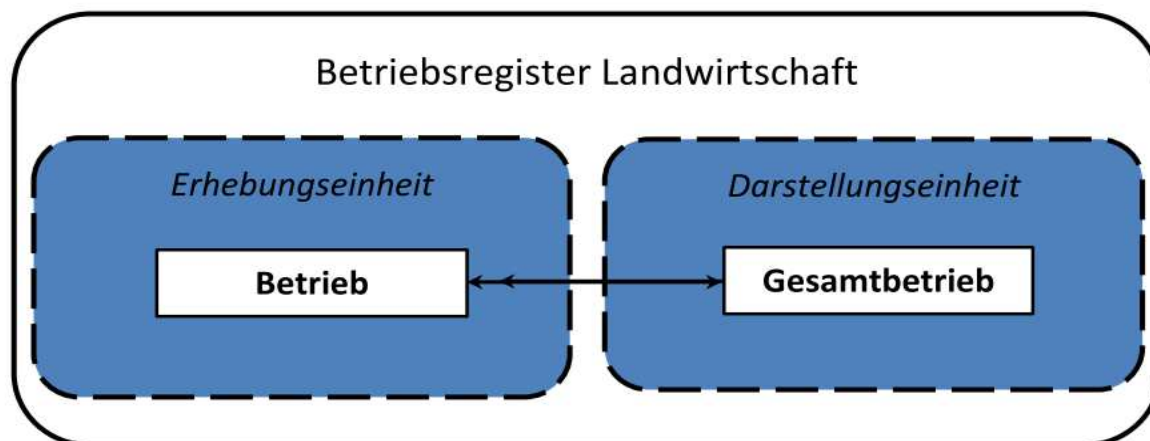 Betriebsregister Landwirtschaft
Erhebungseinheit
Darstellungseinheit
Betrieb
Gesamtbetrieb